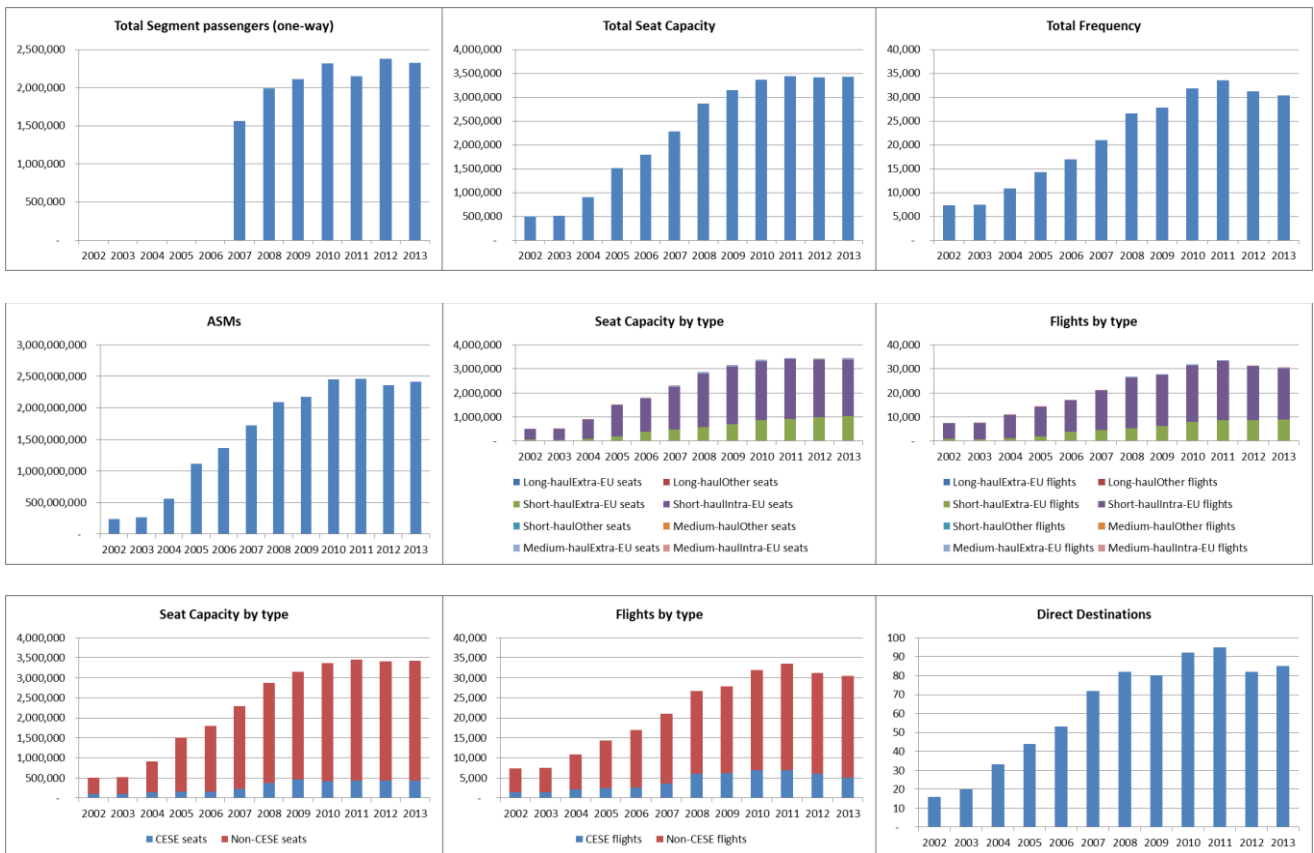 Total Segment passengers (one-way)
2,500,000
2,000,000
1,500,000
1,000,000
500,000
-
2002 2003 2004 2005 2006 2007 2008 2009 2010 2011 2012 2013
Total Seat Capacity
4,000,000
3,500,000
3,000,000
2,500,000
2,000,000
1,500,000
1,000,000
500,000
-
2002 2003 2004 2005 2006 2007 2008 2009 2010 2011 2012 2013
Total Frequency
40,000
35,000
30,000
25,000
20,000
15,000
10,000
5,000
-
2002 2003 2004 2005 2006 2007 2008 2009 2010 2011 2012 2013
ASMs
3,000,000,000
2,500,000,000
2,000,000,000
1,500,000,000
1,000,000,000
500,000,000
-
2002 2003 2004 2005 2006 2007 2008 2009 2010 2011 2012 2013
Seat Capacity by type
4,000,000
3,000,000
2,000,000
1,000,000
-
2002 2003 2004 2005 2006 2007 2008 2009 2010 2011 2012 2013
Long-haulExtra-EU seats Long-haulOther seats
Short-haulExtra-EU seats Short-haulIntra-EU seats
Short-haulOther seats Medium-haulOther seats
Medium-haulExtra-EU seats Medium-haulIntra-EU seats
Flights by type
40,000
30,000
20,000
10,000
-
2002 2003 2004 2005 2006 2007 2008 2009 2010 2011 2012 2013
Long-haulExtra-EU flights Long-haulOther flights
Short-haulExtra-EU flights Short-haulIntra-EU flights
Short-haulOther flights Medium-haulOther flights
Medium-haulExtra-EU flights Medium-haulIntra-EU flights
Seat Capacity by type
4,000,000
3,500,000
3,000,000
2,500,000
2,000,000
1,500,000
1,000,000
500,000
-
2002 2003 2004 2005 2006 2007 2008 2009 2010 2011 2012 2013
CESE seats Non-CESE seats
Flights by type
40,000
35,000
30,000
25,000
20,000
15,000
10,000
5,000
-
2002 2003 2004 2005 2006 2007 2008 2009 2010 2011 2012 2013
CESE flights Non-CESE flights
Direct Destinations
100
90
80
70
60
50
40
30
20
10
-
2002 2003 2004 2005 2006 2007 2008 2009 2010 2011 2012 2013